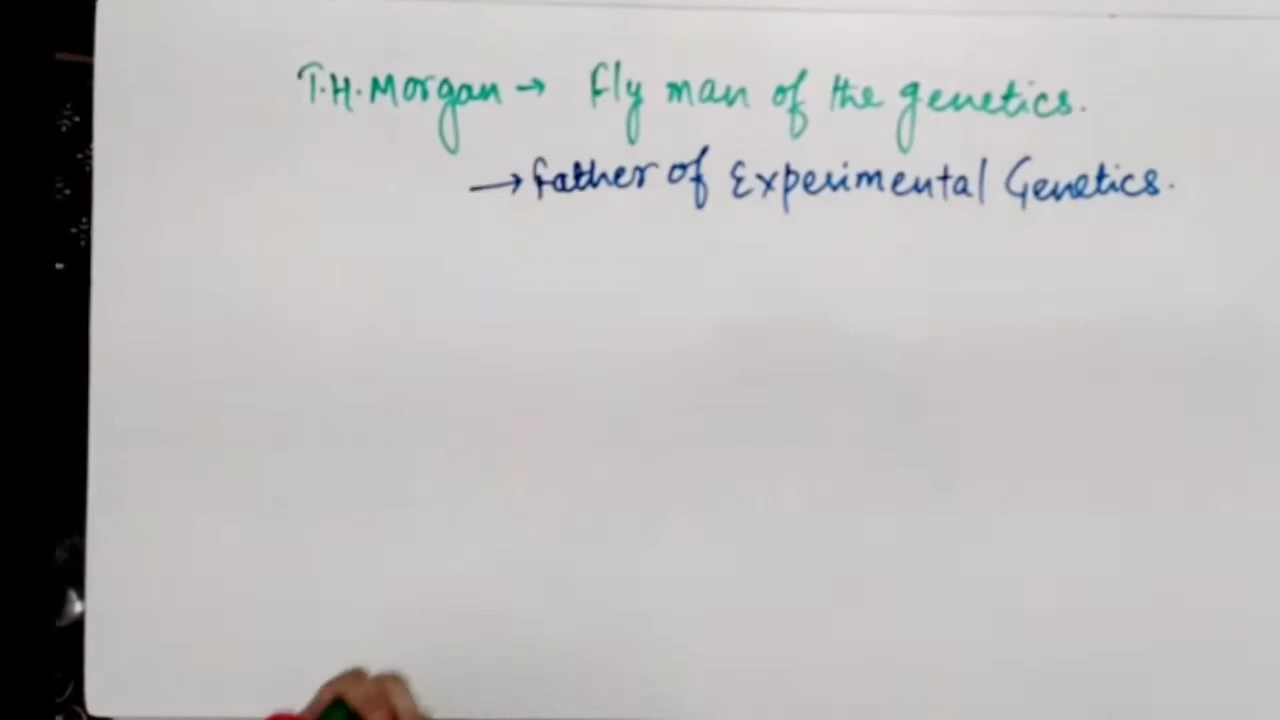 T.H.Morgan → Fly man of the genetics.
→ Father of Experimental Genetics.